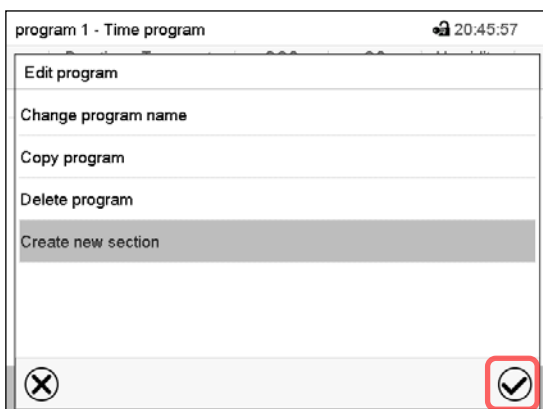 program 1 - Time program 20:45:57
Edit program
Change program name
Copy program
Delete program
Create new section